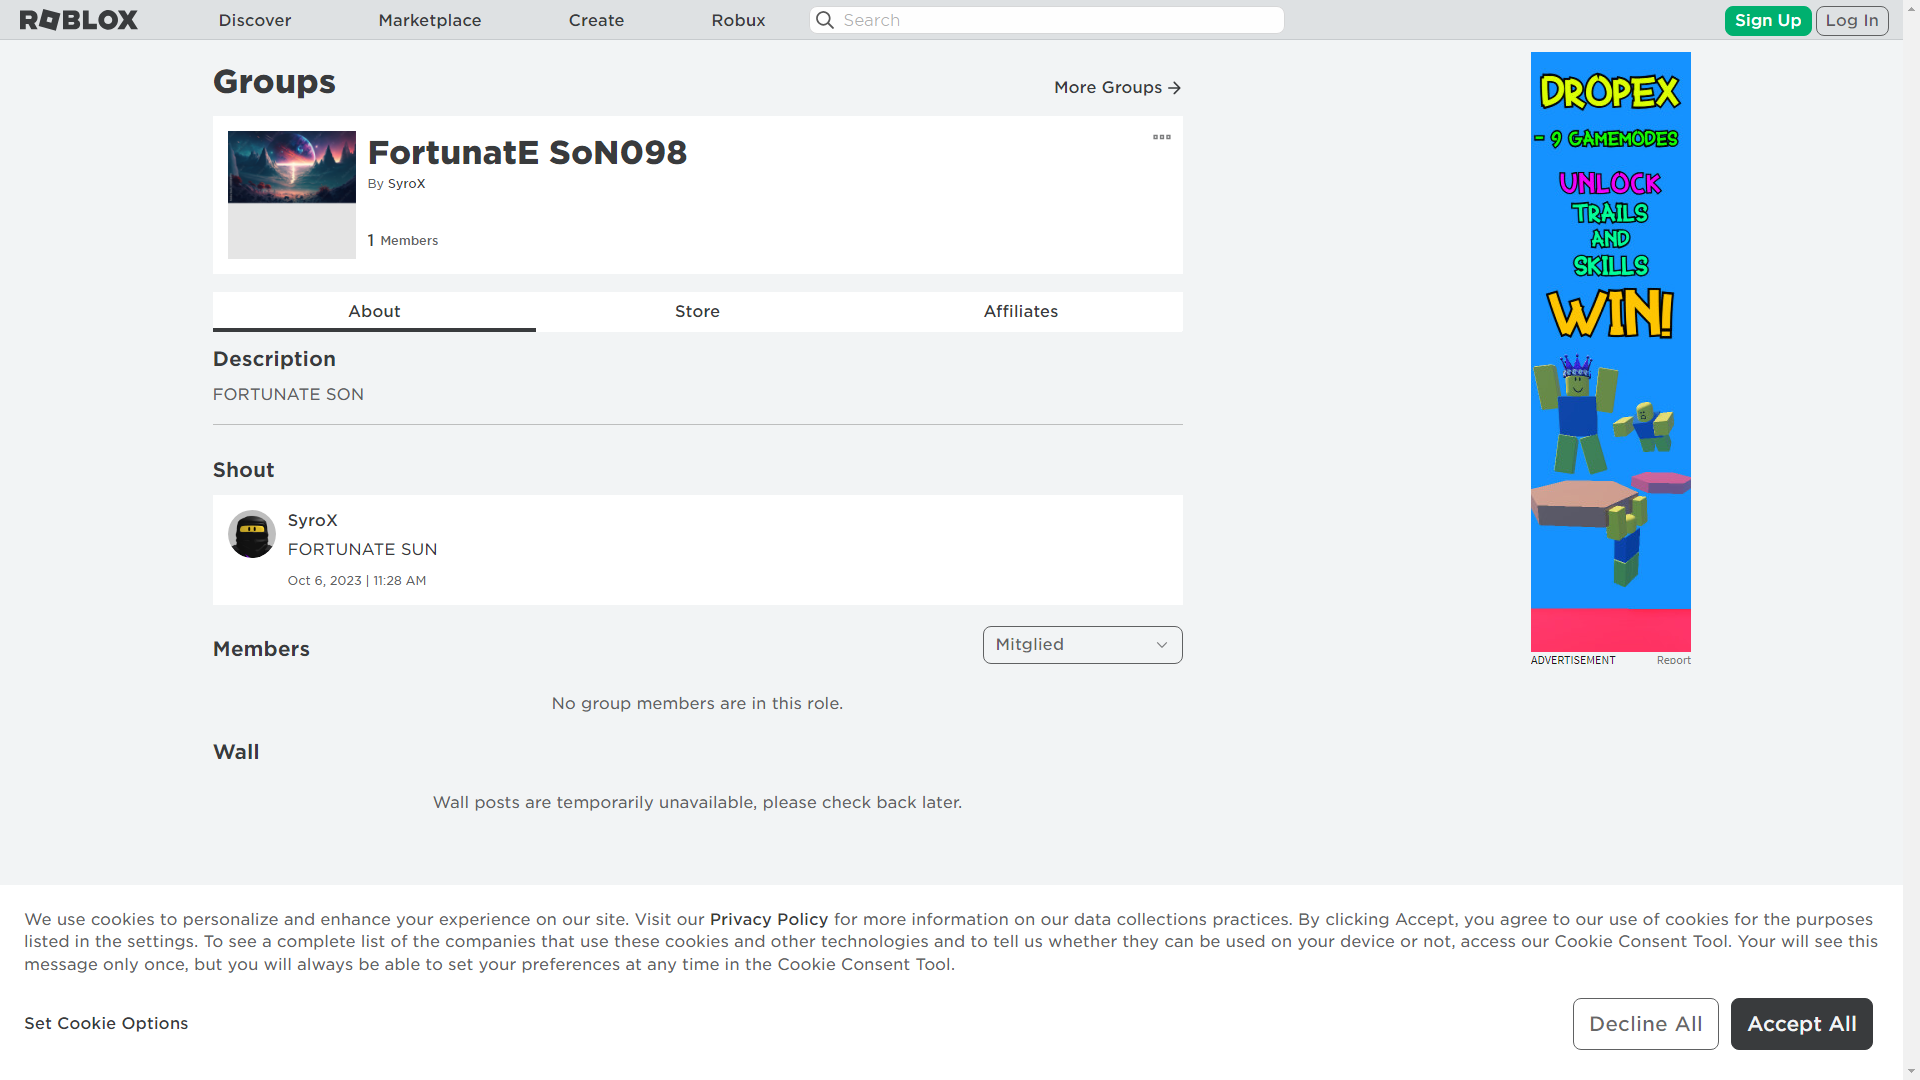 ROBLOX
Discover
Marketplace
Create
Robux
Search
Sign Up
Log In
Groups
More Groups
FortunatE SoN098
By SyroX
1 Members
About
Store
Affiliates
Description
FORTUNATE SON
Shout
SyroX
FORTUNATE SUN
Oct 6, 2023 | 11:28 AM
Members
Mitglied
No group members are in this role.
Wall
Wall posts are temporarily unavailable, please check back later.
DROPEX
- 9 GAMEMODES
UNLOCK
TRAILS
AND
SKILLS
WIN!
ADVERTISEMENT
Report
We use cookies to personalize and enhance your experience on our site. Visit our Privacy Policy for more information on our data collections practices. By clicking Accept, you agree to our use of cookies for the purposes
listed in the settings. To see a complete list of the companies that use these cookies and other technologies and to tell us whether they can be used on your device or not, access our Cookie Consent Tool. Your will see this
message only once, but you will always be able to set your preferences at any time in the Cookie Consent Tool.
Set Cookie Options
Decline All
Accept All